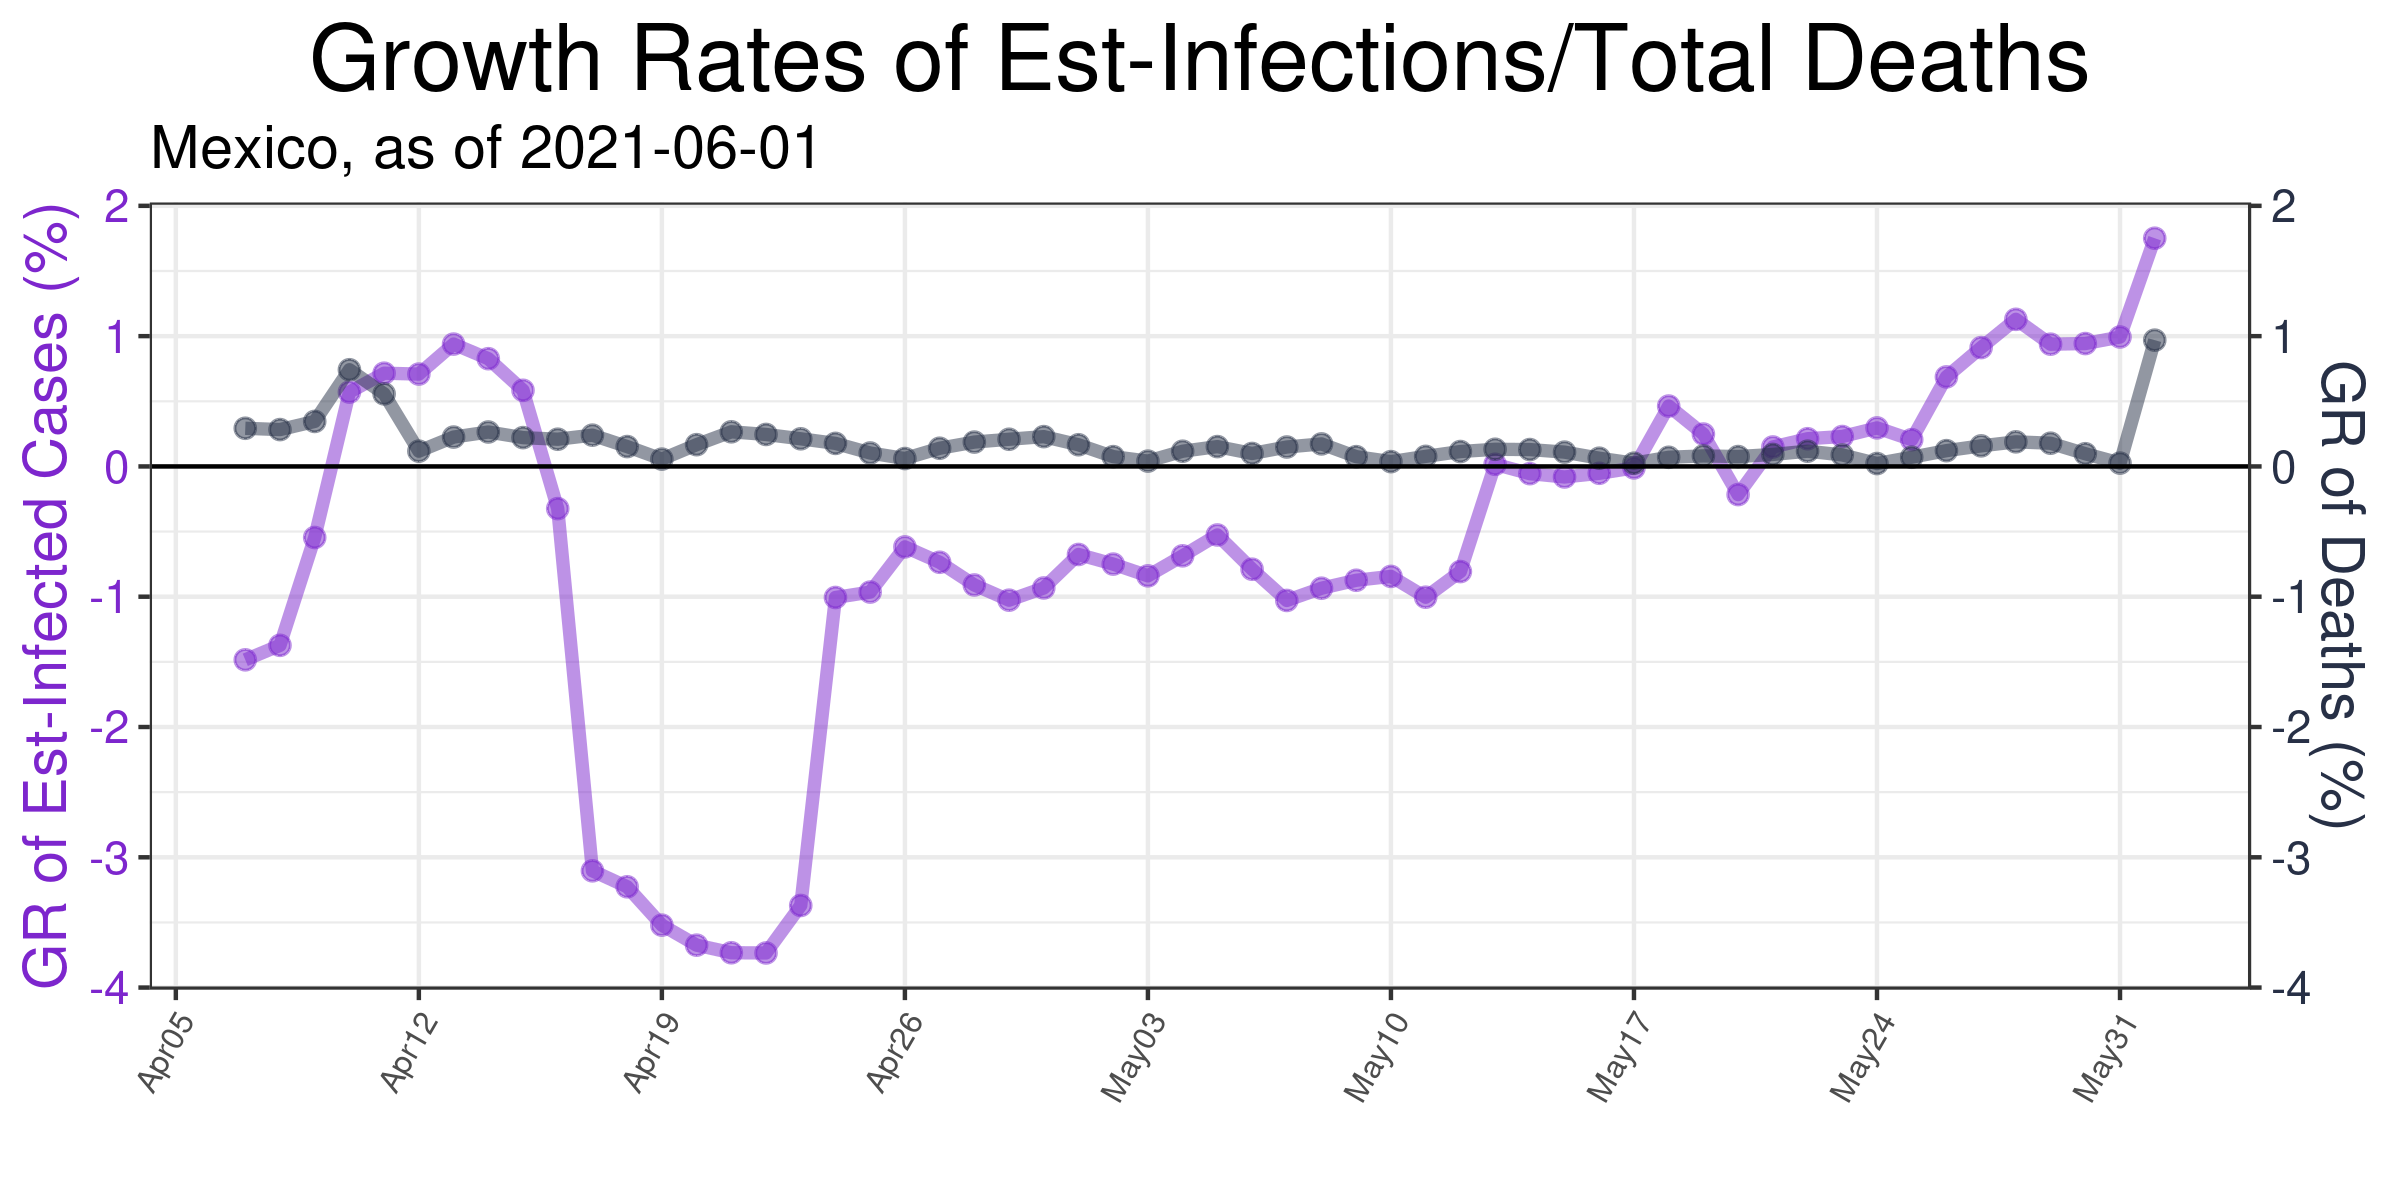 Growth Rates of Est-Infections/Total Deaths
Mexico, as of 2021-06-01
GR of Est-Infected Cases (%)
2
1
0
-1
-2
-3
-4
2
1
0
-1
-2
-3
-4
GR of Deaths (%)
Apr05
Apr12
Apr19
Apr26
May03
May10
May17
May24
May31